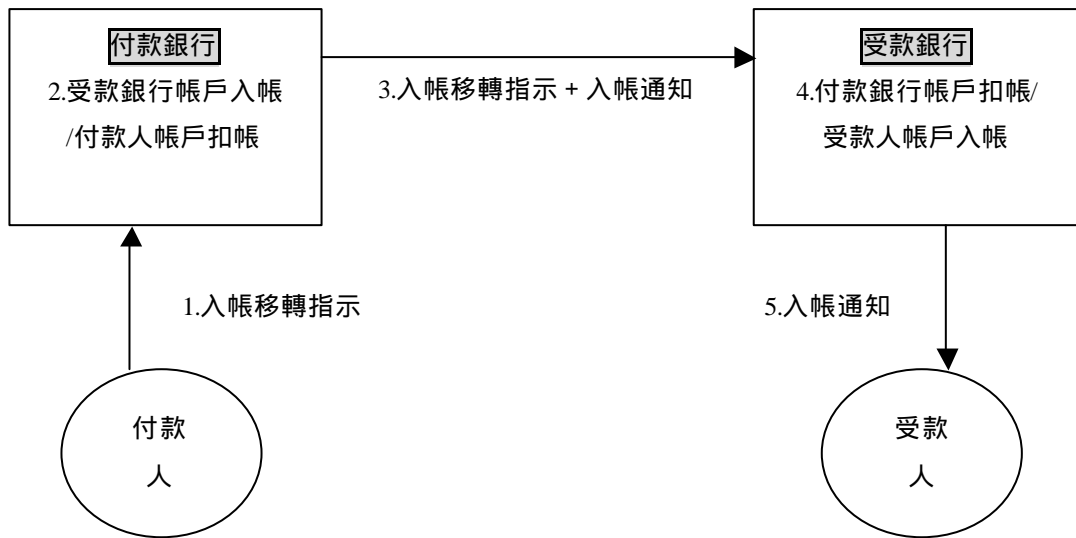 付款銀行
2.受款銀行帳戶入帳
/付款人帳戶扣帳
3.入帳移轉指示 + 入帳通知
受款銀行
4.付款銀行帳戶扣帳/
受款人帳戶入帳
1.入帳移轉指示
5.入帳通知
付款
人
受款
人